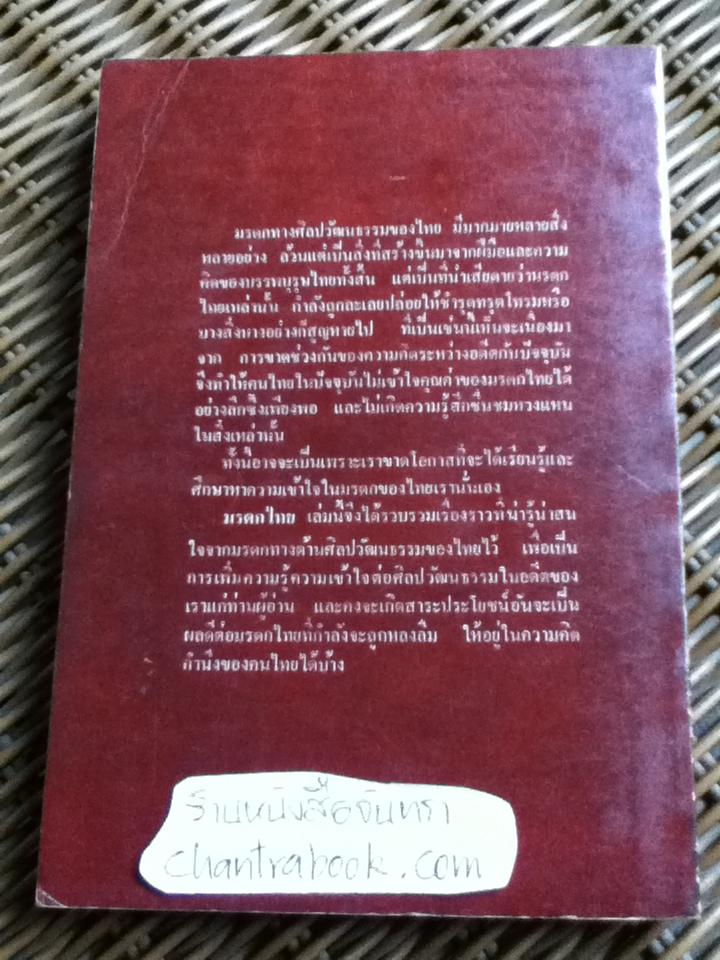 มรดกทางศิลปวัฒนธรรมของไทย มีมากมายหลายสิ่ง
หลายอย่าง ล้วนแต่เป็นสิ่งที่สร้างขึ้นมาจากฝีมือและความ
คิดของบรรพบุรุษไทยทั้งสิ้น แต่เป็นที่น่าเสียดายว่ามรดก
ไทยเหล่านั้น กำลังถูกละเลยปล่อยให้ชำรุดทรุดโทรมหรือ
บางสิ่งบางอย่างก็สูญหายไป ที่เป็นเช่นนี้เห็นจะเนื่องมา
จาก การขาดช่วงกันของความคิดระหว่างอดีตกับปัจจุบัน
จึงทำให้คนไทยในปัจจุบันไม่เข้าใจคุณค่าของมรดกไทยได้
อย่างลึกซึ้งเพียงพอ และไม่เกิดความรู้สึกชื่นชมหวงแหน
ในสิ่งเหล่านั้น
ทั้งนี้อาจจะเป็นเพราะเราขาดโอกาสที่จะได้เรียนรู้และ
ศึกษาหาความเข้าใจในมรดกของไทยเรานั่นเอง
มรดกไทย เล่มนี้จึงได้รวบรวมเรื่องราวที่น่ารู้น่าสน
ใจจากมรดกทางด้านศิลปวัฒนธรรมของไทยไว้ เพื่อเป็น
การเพิ่มความรู้ความเข้าใจต่อศิลปวัฒนธรรมในอดีตของ
เราแก่ท่านผู้อ่าน และคงจะเกิดสาระประโยชน์อันจะเป็น
ผลดีต่อมรดกไทยที่กำลังจะถูกหลงลืม ให้อยู่ในความคิด
คำนึงของคนไทยได้บ้าง
ร้านหนังสือจันทรา
chantrabook.com